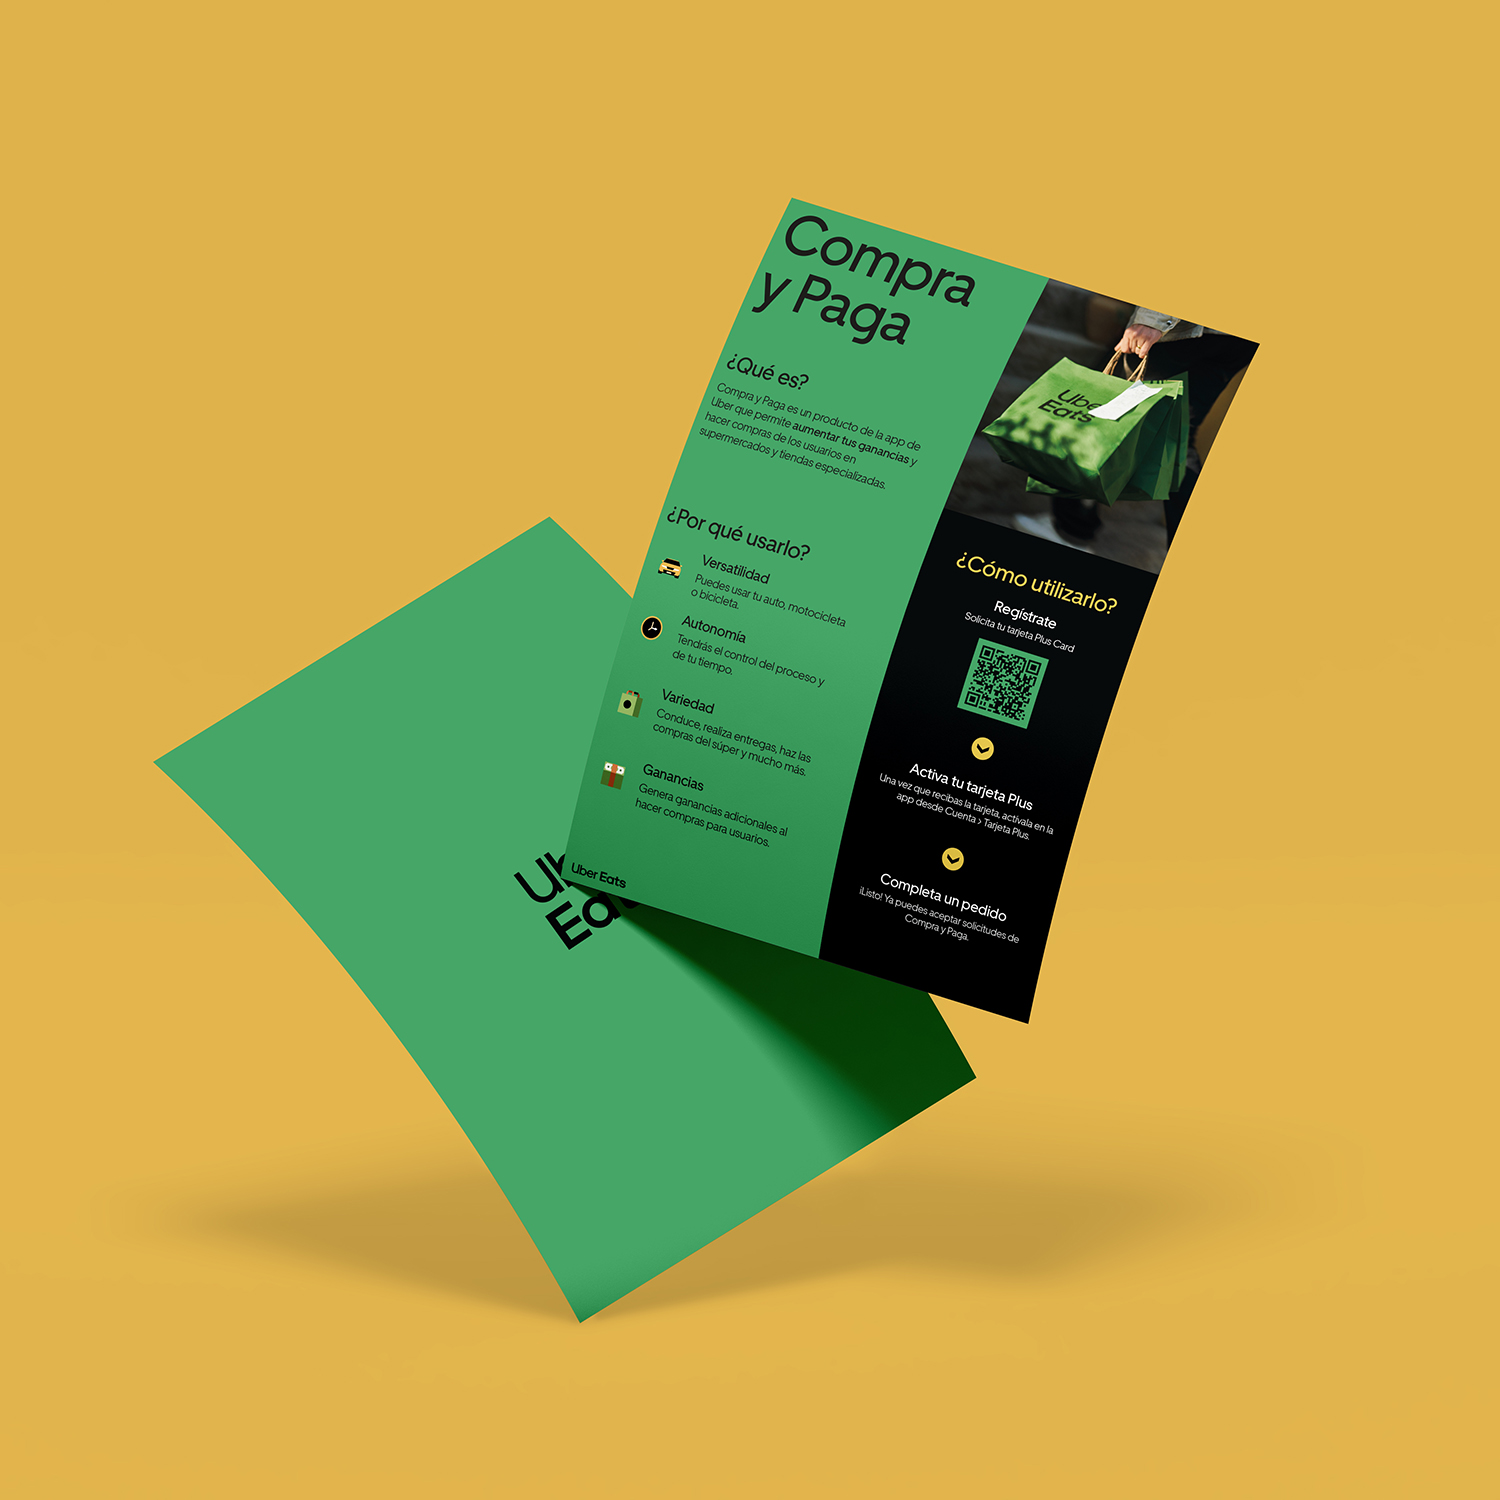 Compra
y Paga
¿Qué es?
Compra y Paga es un producto de la app de
Uber que permite aumentar tus ganancias y
hacer compras de los usuarios en
supermercados y tiendas especializadas.
¿Por qué usarlo?
Versatilidad
Puedes usar tu auto, motocicleta
o bicicleta.
Autonomía
Tendrás el control del proceso y
de tu tiempo.
Variedad
Conduce, realiza entregas, haz las
compras del súper y mucho más.
Ganancias
Genera ganancias adicionales al
hacer compras para usuarios.
Uber Eats
Uber
Eats
¿Cómo utilizarlo?
Regístrate
Solicita tu tarjeta Plus Card
Activa tu tarjeta Plus
Una vez que recibas la tarjeta, actívala en la
app desde Cuenta › Tarjeta Plus.
Completa un pedido
¡Listo! Ya puedes aceptar solicitudes de
Compra y Paga.
Ub
Eat